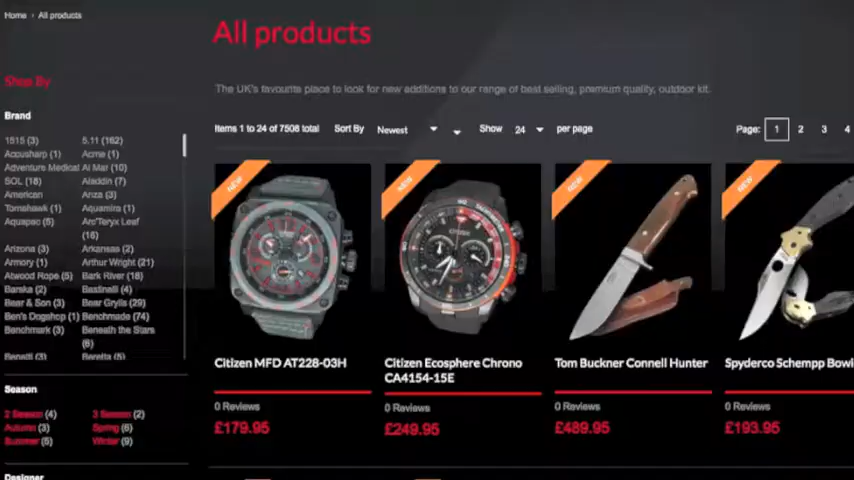 Home › All products
All products
Shop By
The UK's favourite place to look for new additions to our range of best selling, premium quality, outdoor kit.
Items 1 to 24 of 7508 total Sort By Newest Show 24 per page Page: 1 2 3 4
Brand
1515 (3) 5.11 (162)
Accusharp (1) Acme (1)
Adventure Medical Al Mar (10)
SOL (18) Aladdin (7)
American Anza (3)
Tomahawk (1) Aquamira (1)
Aquapac (5) Arc'Teryx Leaf
(16)
Arizona (3) Arkansas (2)
Armory (1) Arthur Wright (21)
Atwood Rope (5) Bark River (18)
Barska (2) Bastinelli (4)
Bear & Son (3) Bear Grylls (29)
Ben's Dogshop (1) Benchmade (74)
Benchmark (3) Beneath the Stars
(6)
Benetti (3) Beretta (5)
Season
2 Season (4) 3 Season (2)
Autumn (3) Spring (6)
Summer (5) Winter (9)
Designer
NEW
Citizen MFD AT228-03H
0 Reviews
£179.95
NEW
Citizen Ecosphere Chrono
CA4154-15E
0 Reviews
£249.95
NEW
Tom Buckner Connell Hunter
0 Reviews
£489.95
NEW
Spyderco Schempp Bowi
0 Reviews
£193.95